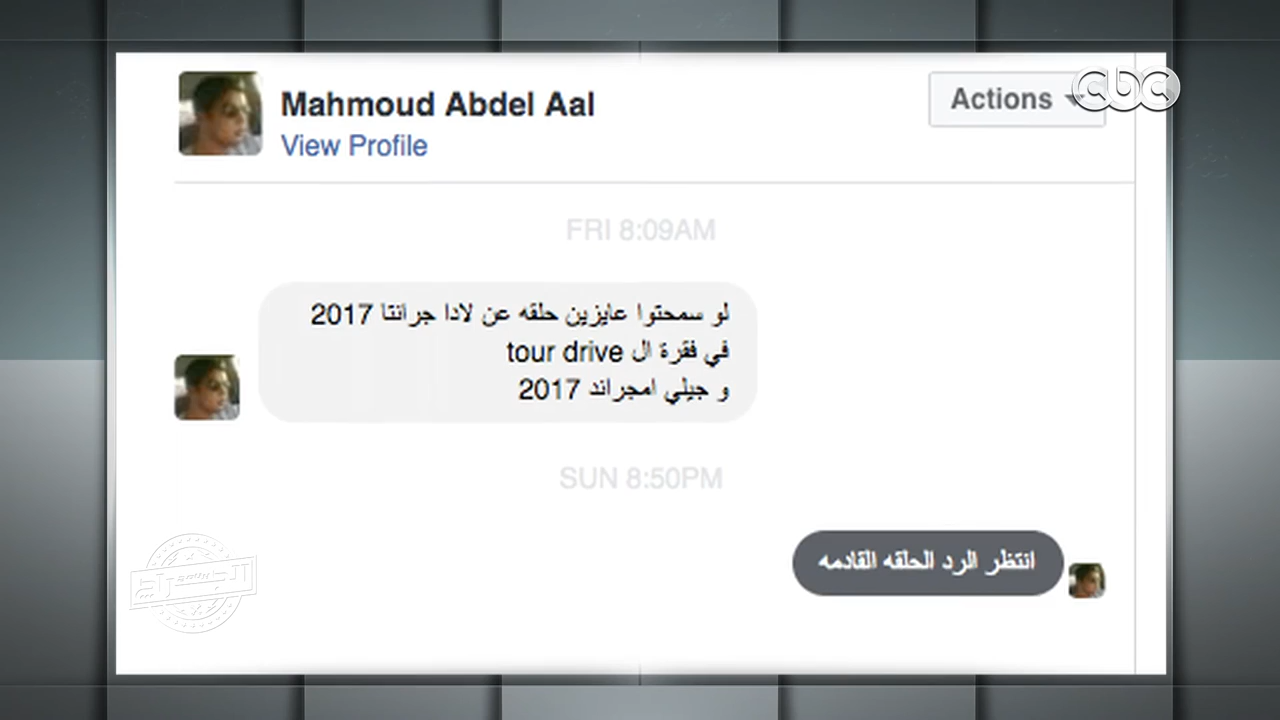 cbc
Mahmoud Abdel Aal
Actions
View Profile
FRI 8:09AM
لو سمحتوا عايزين حلقه عن لادا جرانتا 2017
في فقرة ال tour drive
و جيلي امجراند 2017
SUN 8:50PM
انتظر الرد الحلقه القادمه
الجراج